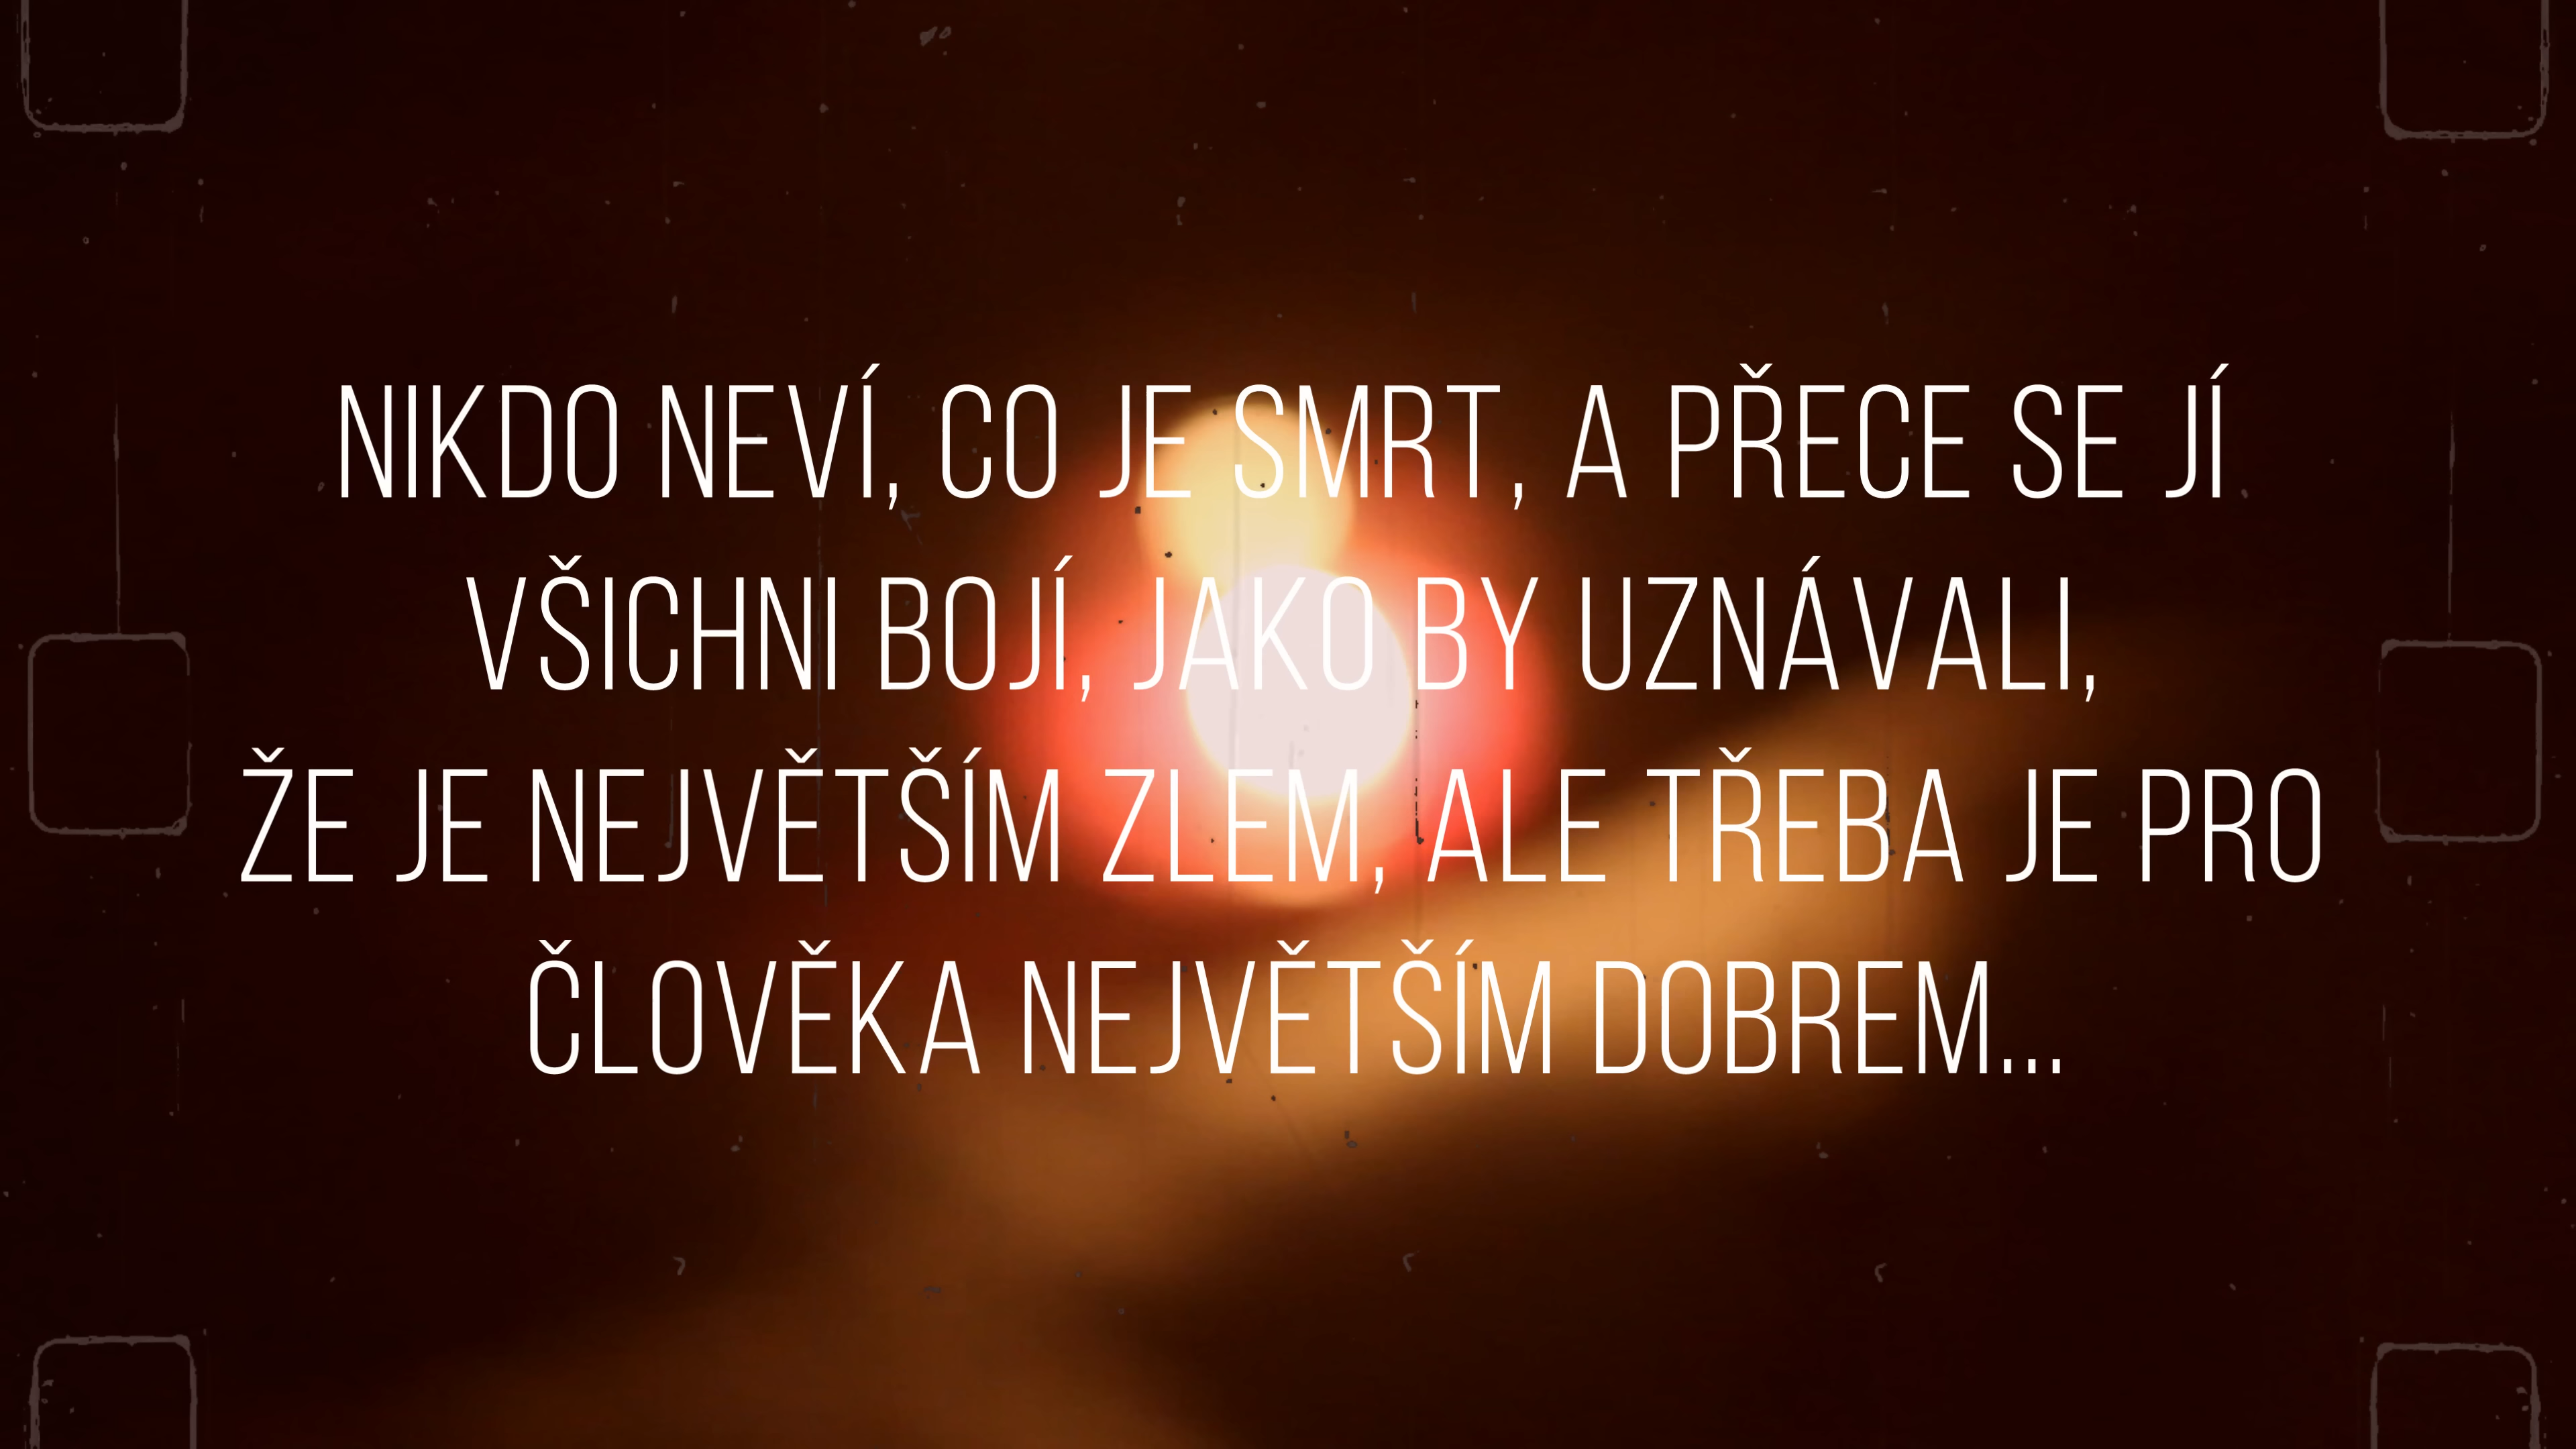 NIKDO NEVÍ, CO JE SMRT, A PŘECE SE JÍ
VŠICHNI BOJÍ, JAKO BY UZNÁVALI,
ŽE JE NEJVĚTŠÍM ZLEM, ALE TŘEBA JE PRO
ČLOVĚKA NEJVĚTŠÍM DOBREM...